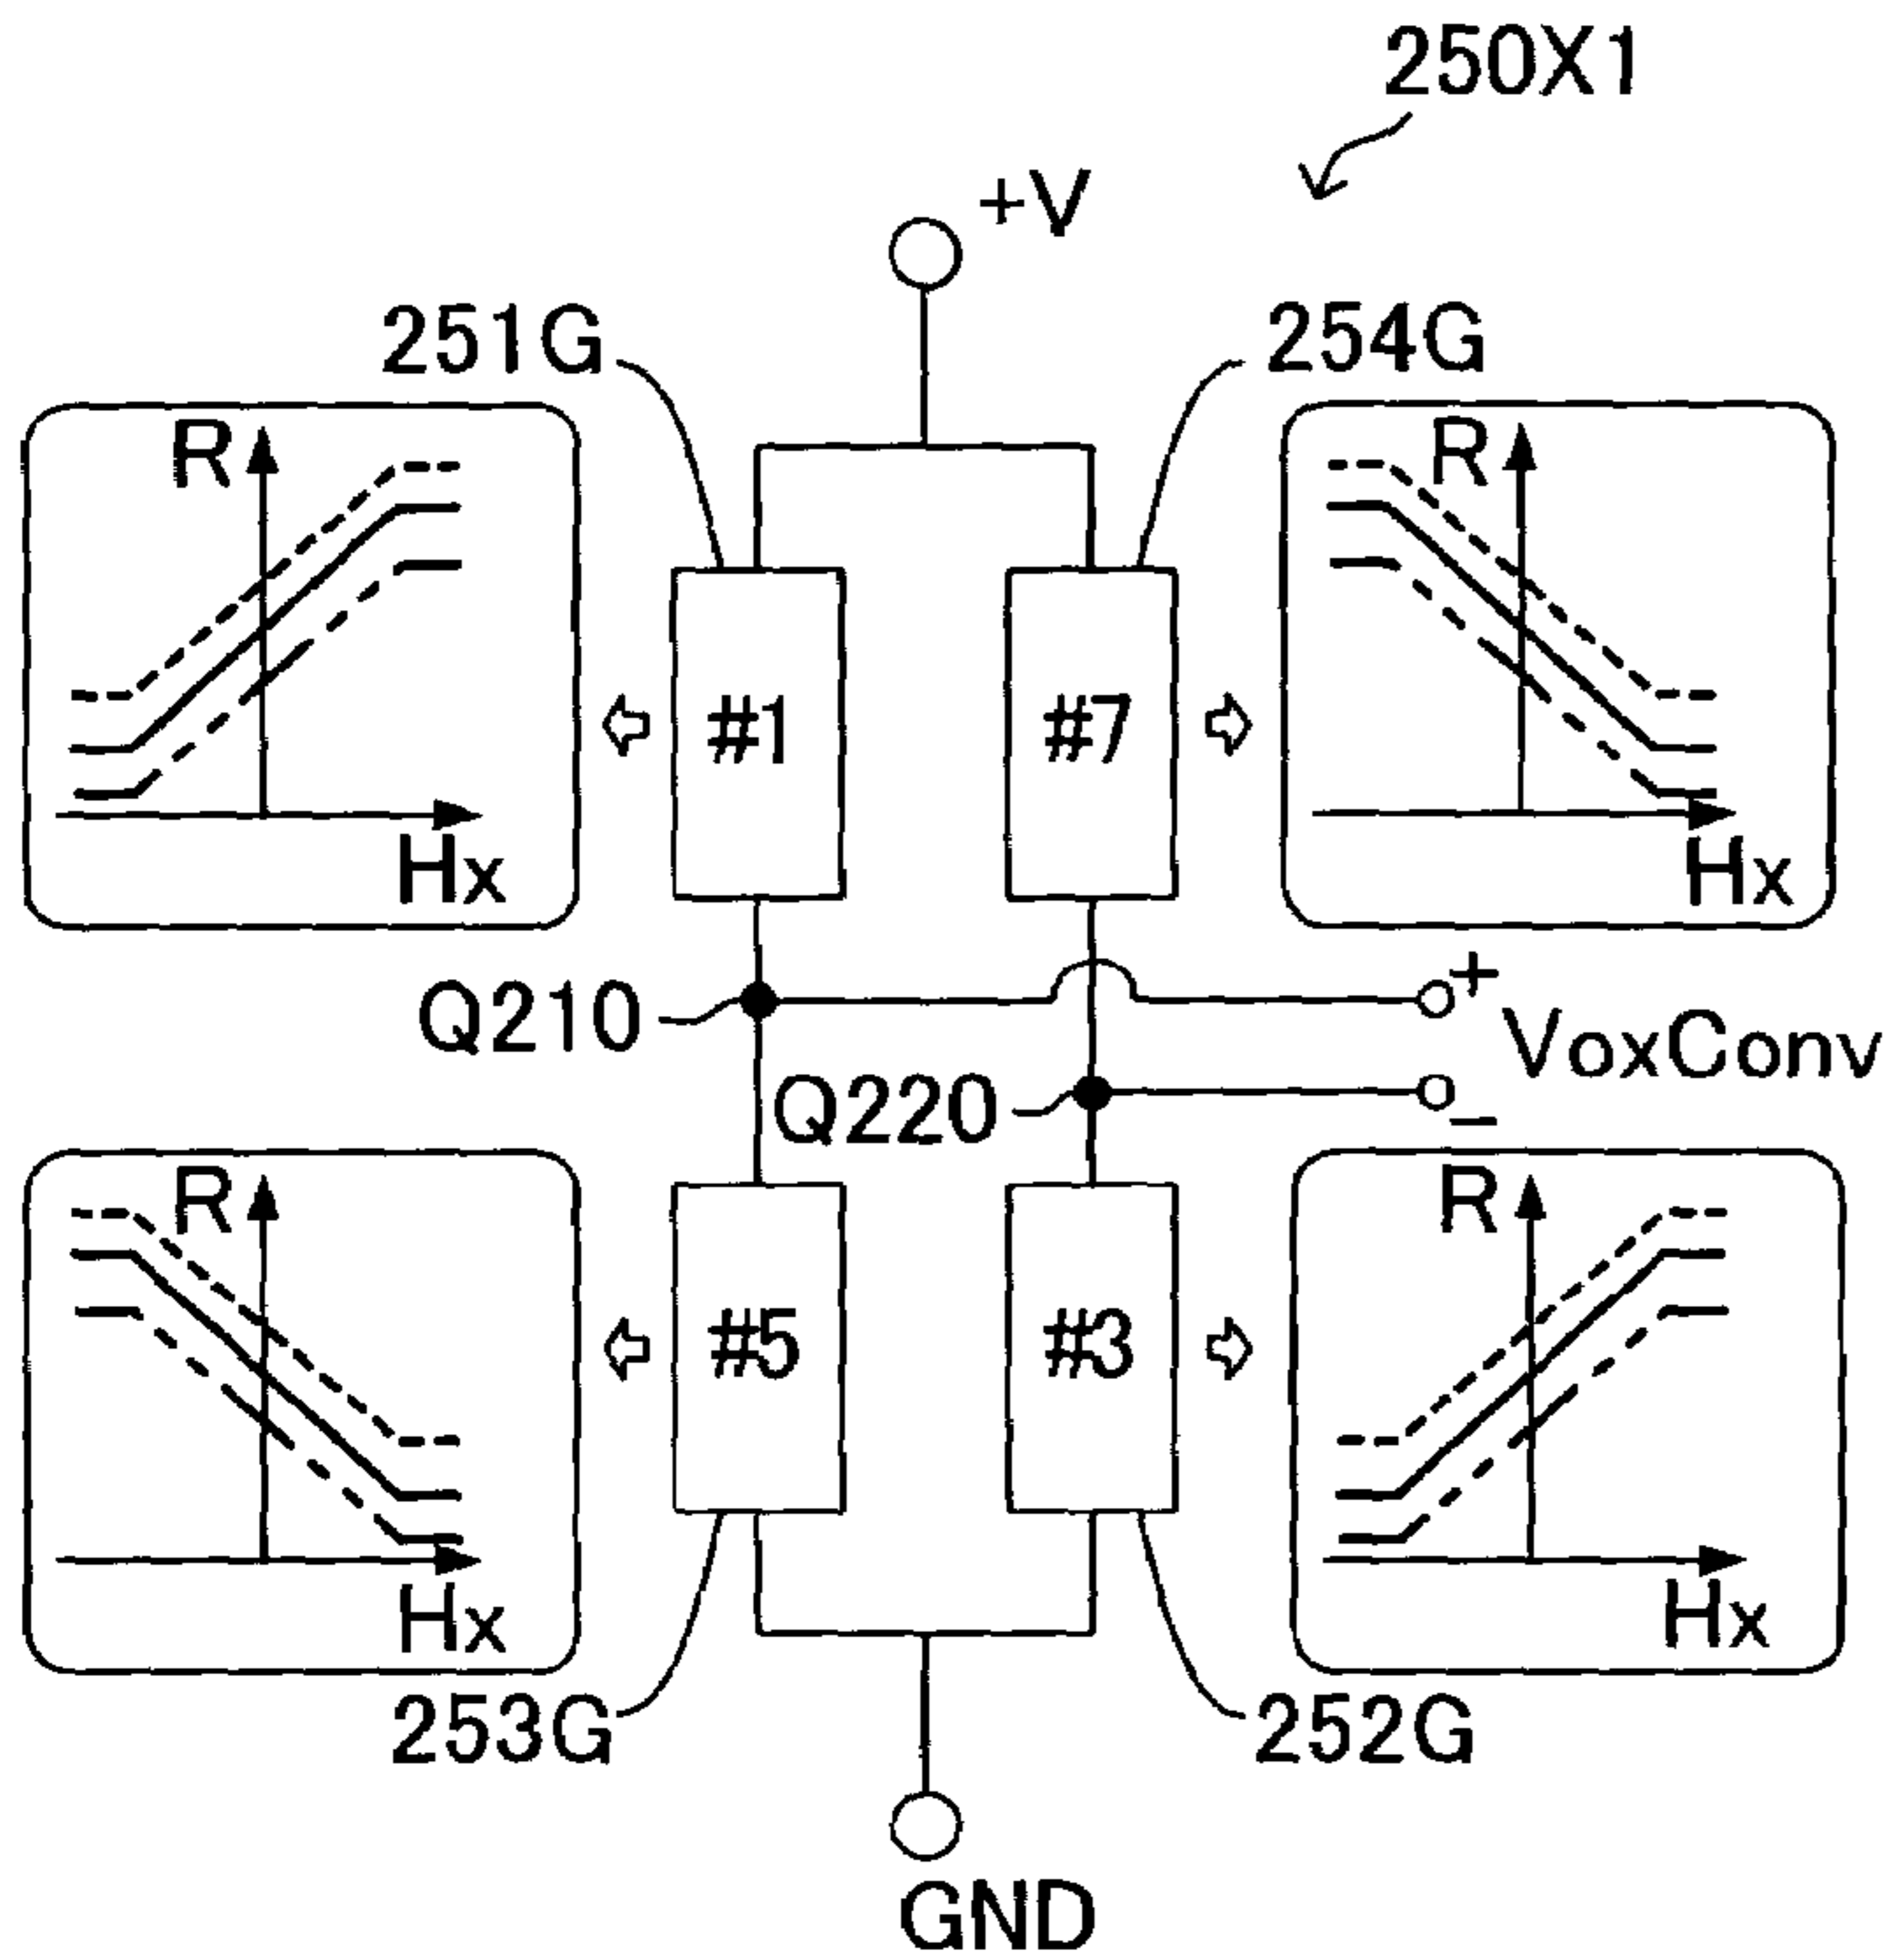 250X1
+V
251G
254G
R
R
#1
#7
Hx
Hx
Q210
+
VoxConv
Q220
−
R
R
#5
#3
Hx
Hx
253G
252G
GND